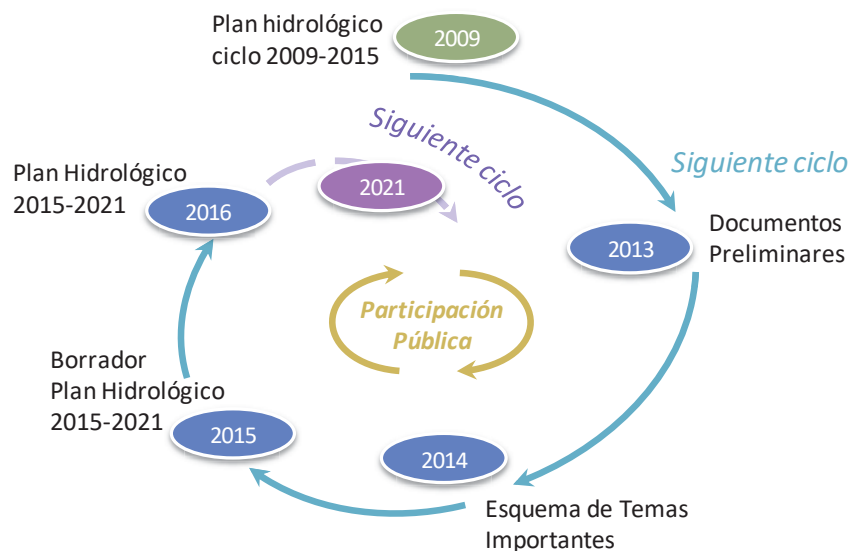 Plan hidrológico
ciclo 2009-2015
2009
Siguiente ciclo
Siguiente ciclo
2021
Plan Hidrológico
2015-2021
2016
2013
Documentos
Preliminares
Participación
Pública
Borrador
Plan Hidrológico
2015-2021
2015
2014
Esquema de Temas
Importantes